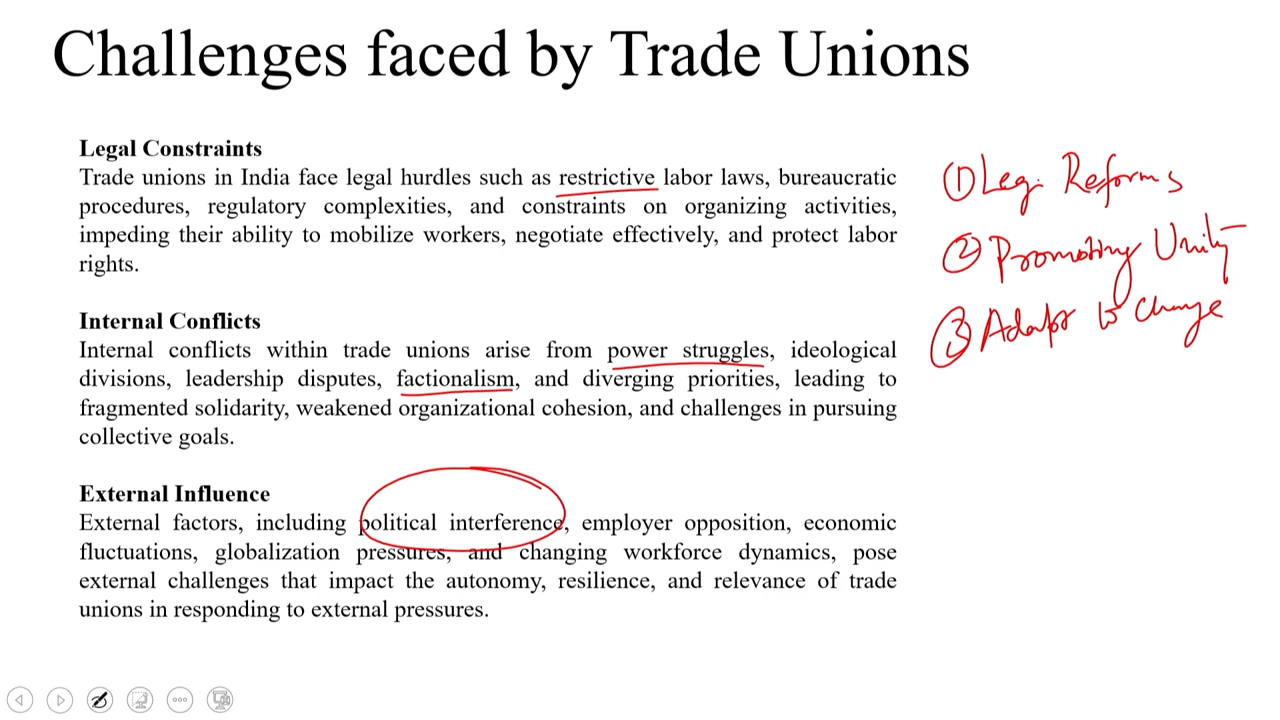 Challenges faced by Trade Unions
Legal Constraints
Trade unions in India face legal hurdles such as restrictive labor laws, bureaucratic
procedures, regulatory complexities, and constraints on organizing activities,
impeding their ability to mobilize workers, negotiate effectively, and protect labor
rights.
Internal Conflicts
Internal conflicts within trade unions arise from power struggles, ideological
divisions, leadership disputes, factionalism, and diverging priorities, leading to
fragmented solidarity, weakened organizational cohesion, and challenges in pursuing
collective goals.
External Influence
External factors, including political interference, employer opposition, economic
fluctuations, globalization pressures, and changing workforce dynamics, pose
external challenges that impact the autonomy, resilience, and relevance of trade
unions in responding to external pressures.
① Leg. Reforms
② Promoting Unity
③ Adapt to Change